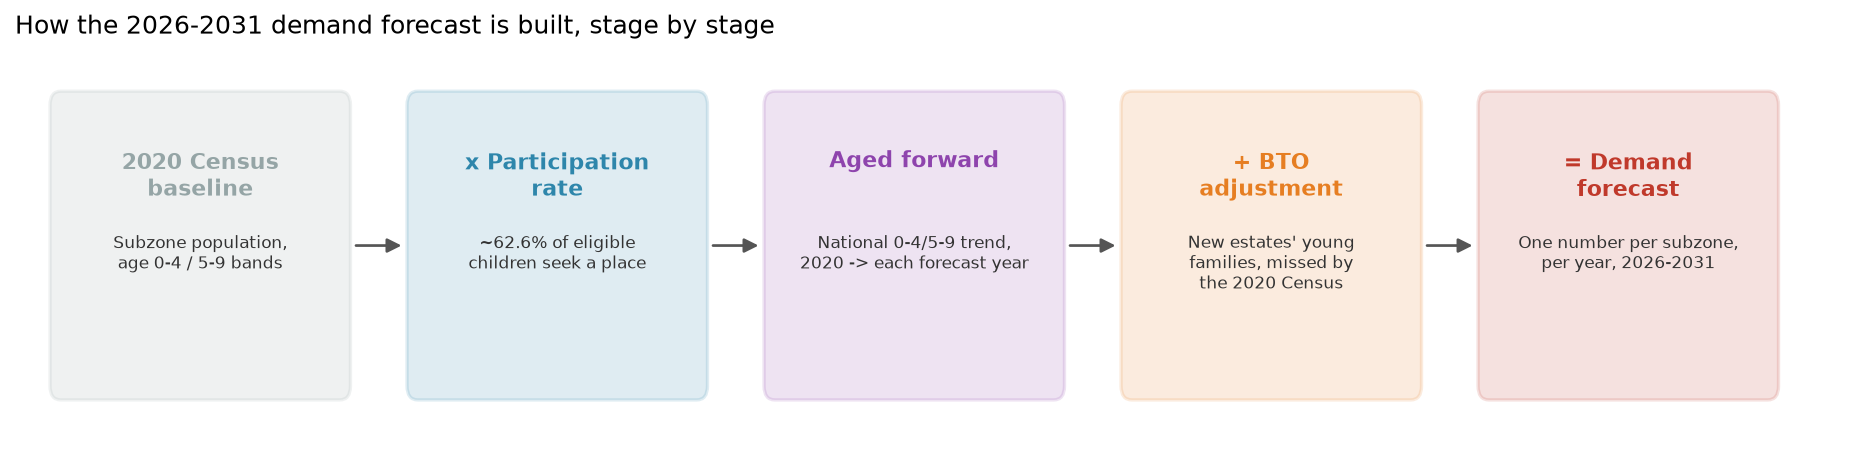 How the 2026-2031 demand forecast is built, stage by stage
2020 Census
baseline
Subzone population,
age 0-4 / 5-9 bands
x Participation
rate
~62.6% of eligible
children seek a place
Aged forward
National 0-4/5-9 trend,
2020 -> each forecast year
+ BTO
adjustment
New estates' young
families, missed by
the 2020 Census
= Demand
forecast
One number per subzone,
per year, 2026-2031